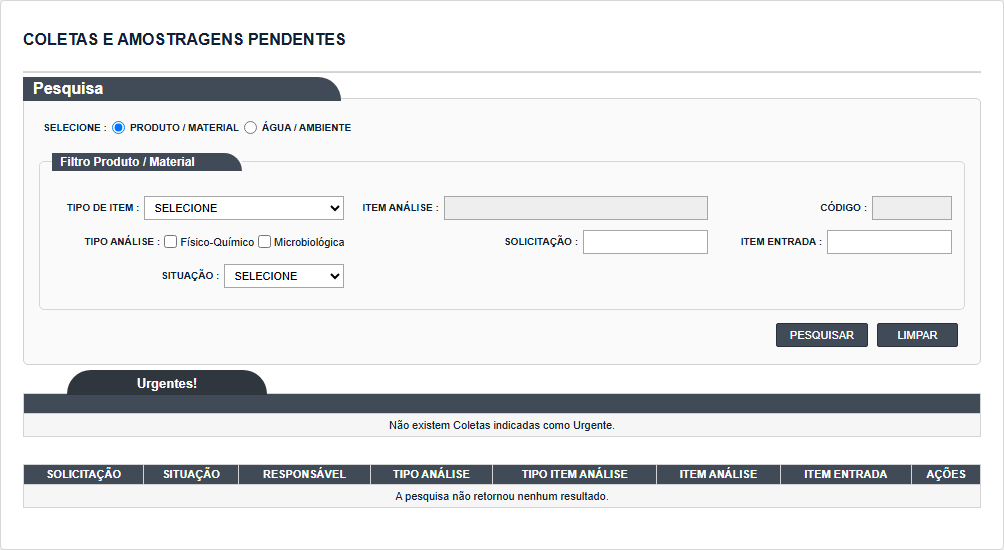 COLETAS E AMOSTRAGENS PENDENTES
Pesquisa
SELECIONE : PRODUTO / MATERIAL ÁGUA / AMBIENTE
Filtro Produto / Material
TIPO DE ITEM : SELECIONE ITEM ANÁLISE : CÓDIGO :
TIPO ANÁLISE : Físico-Químico Microbiológica SOLICITAÇÃO : ITEM ENTRADA :
SITUAÇÃO : SELECIONE
PESQUISAR LIMPAR
Urgentes!
Não existem Coletas indicadas como Urgente.
SOLICITAÇÃO SITUAÇÃO RESPONSÁVEL TIPO ANÁLISE TIPO ITEM ANÁLISE ITEM ANÁLISE ITEM ENTRADA AÇÕES
A pesquisa não retornou nenhum resultado.